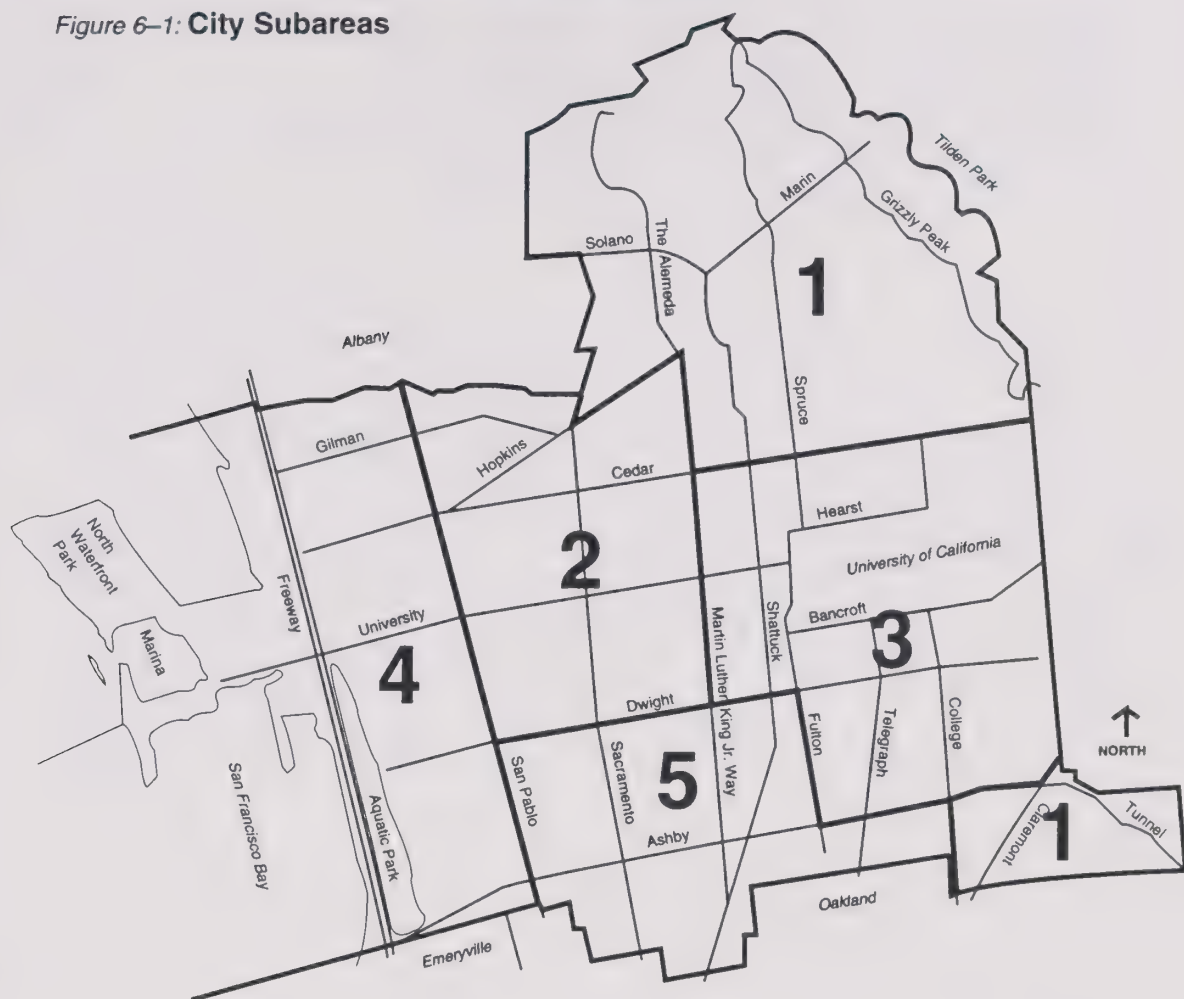 Figure 6–1: City Subareas
Tilden Park
Marin
Grizzly Peak
The Alemeda
Solano
1
Albany
Spruce
Gilman
Hopkins
Cedar
Hearst
North
Waterfront
Park
2
University of California
Freeway
University
Bancroft
Shattuck
Martin Luther King Jr. Way
3
Marina
4
Dwight
Fulton
Telegraph
College
NORTH
San Francisco Bay
Aquatic Park
San Pablo
Sacramento
5
Ashby
Claremont
1
Tunnel
Oakland
Emeryville